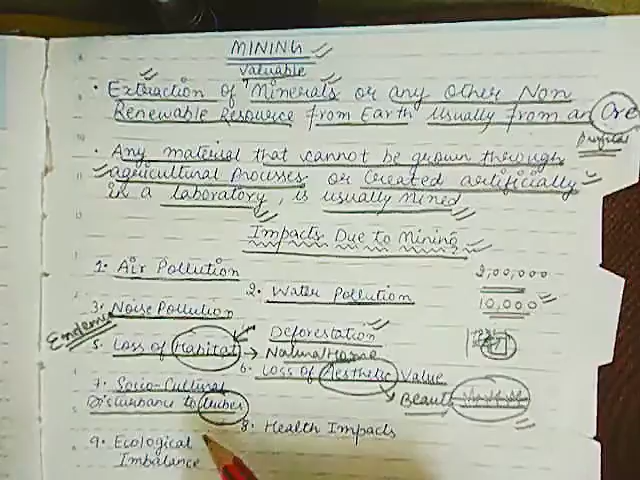 MINING
Valuable
• Extraction of Minerals or any other Non
Renewable Resource from Earth usually from an Ore
• Any material that cannot be grown through
agricultural processes or created artificially
in a laboratory, is usually mined
Impacts Due to Mining
1. Air Pollution
2,00,000
2. Water Pollution
10,000
3. Noise Pollution
Deforestation
Endemic
5. Loss of Habitat → Natural Home
6. Loss of Aesthetic Value
7. Socio-Cultural
Beauty
Disturbance to tribes
8. Health Impacts
9. Ecological
Imbalance